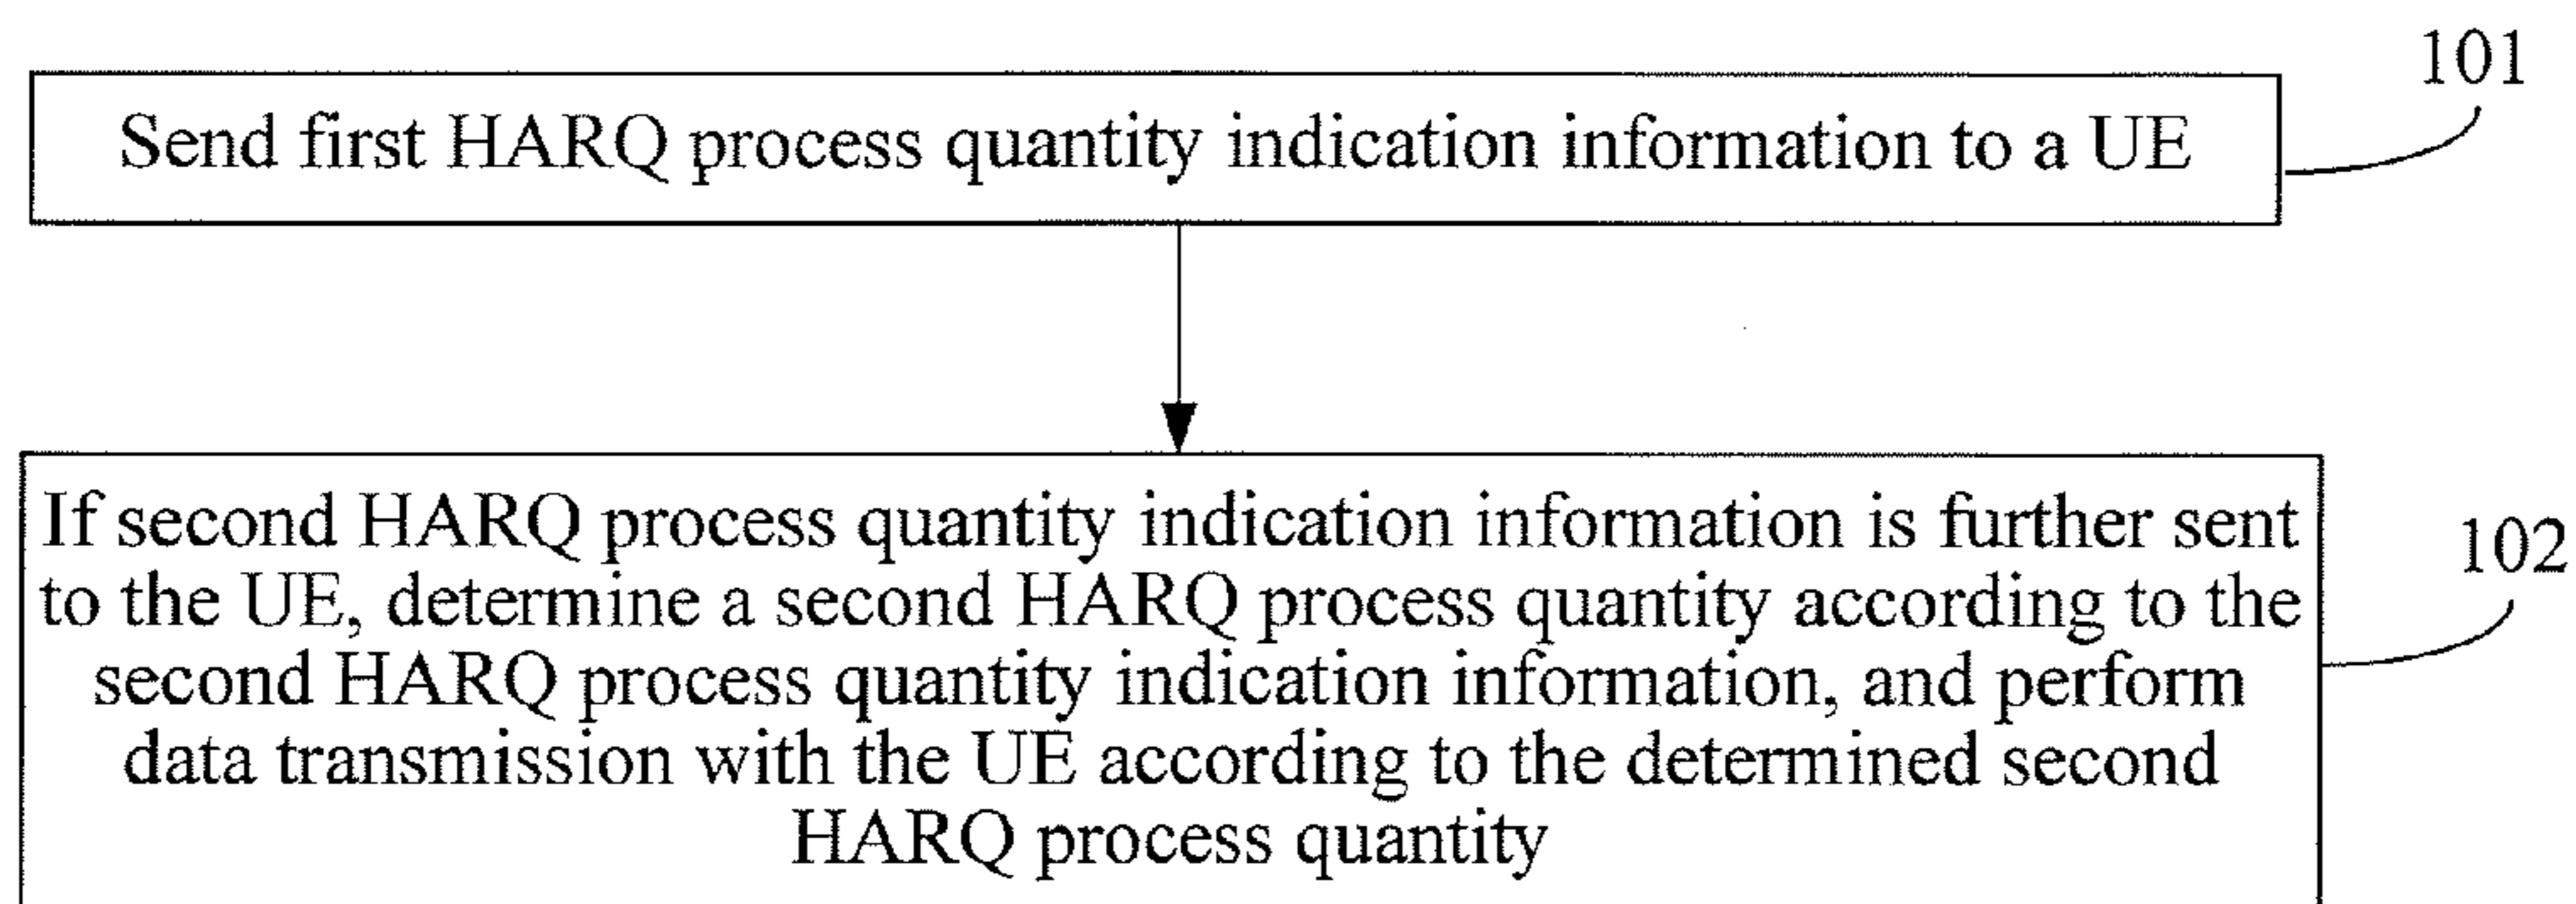 101
Send first HARQ process quantity indication information to a UE
If second HARQ process quantity indication information is further sent
to the UE, determine a second HARQ process quantity according to the
second HARQ process quantity indication information, and perform
data transmission with the UE according to the determined second
HARQ process quantity
102